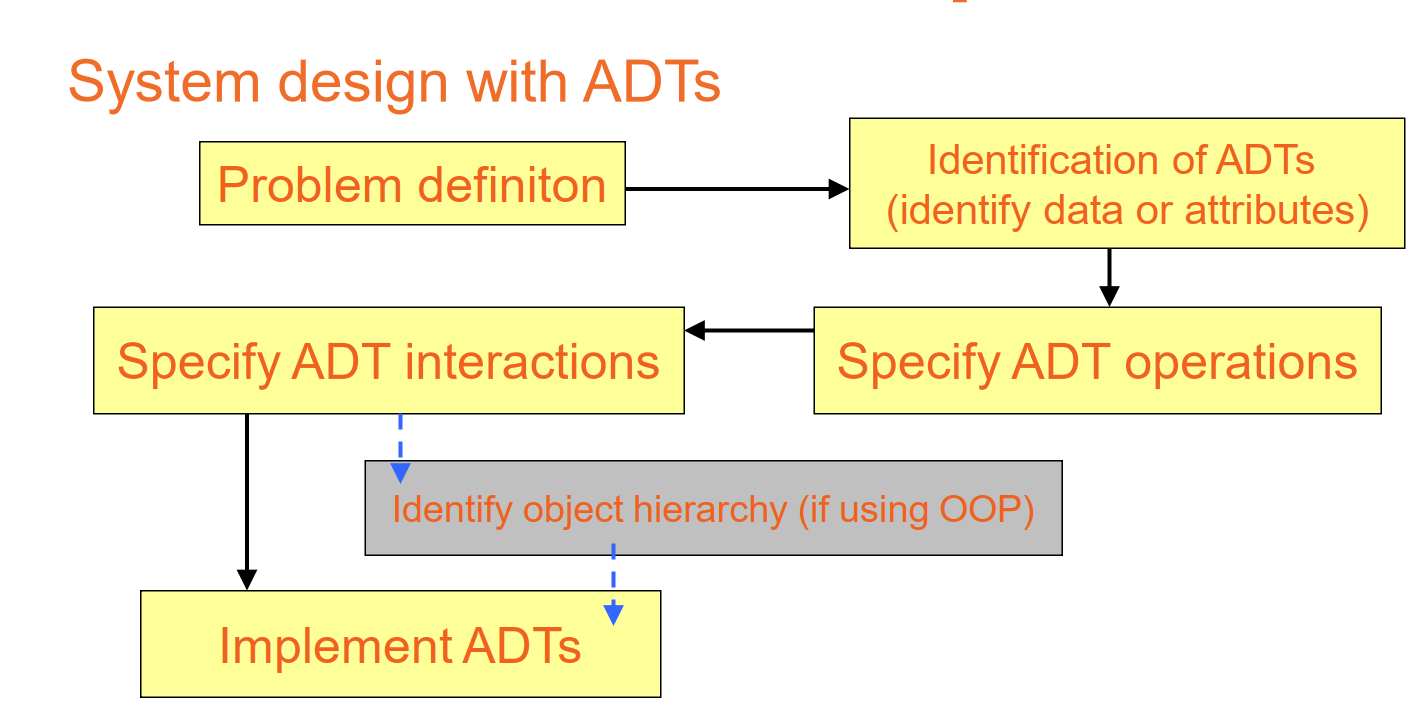 System design with ADTs
Problem definiton
Identification of ADTs
(identify data or attributes)
Specify ADT interactions
Specify ADT operations
Identify object hierarchy (if using OOP)
Implement ADTs